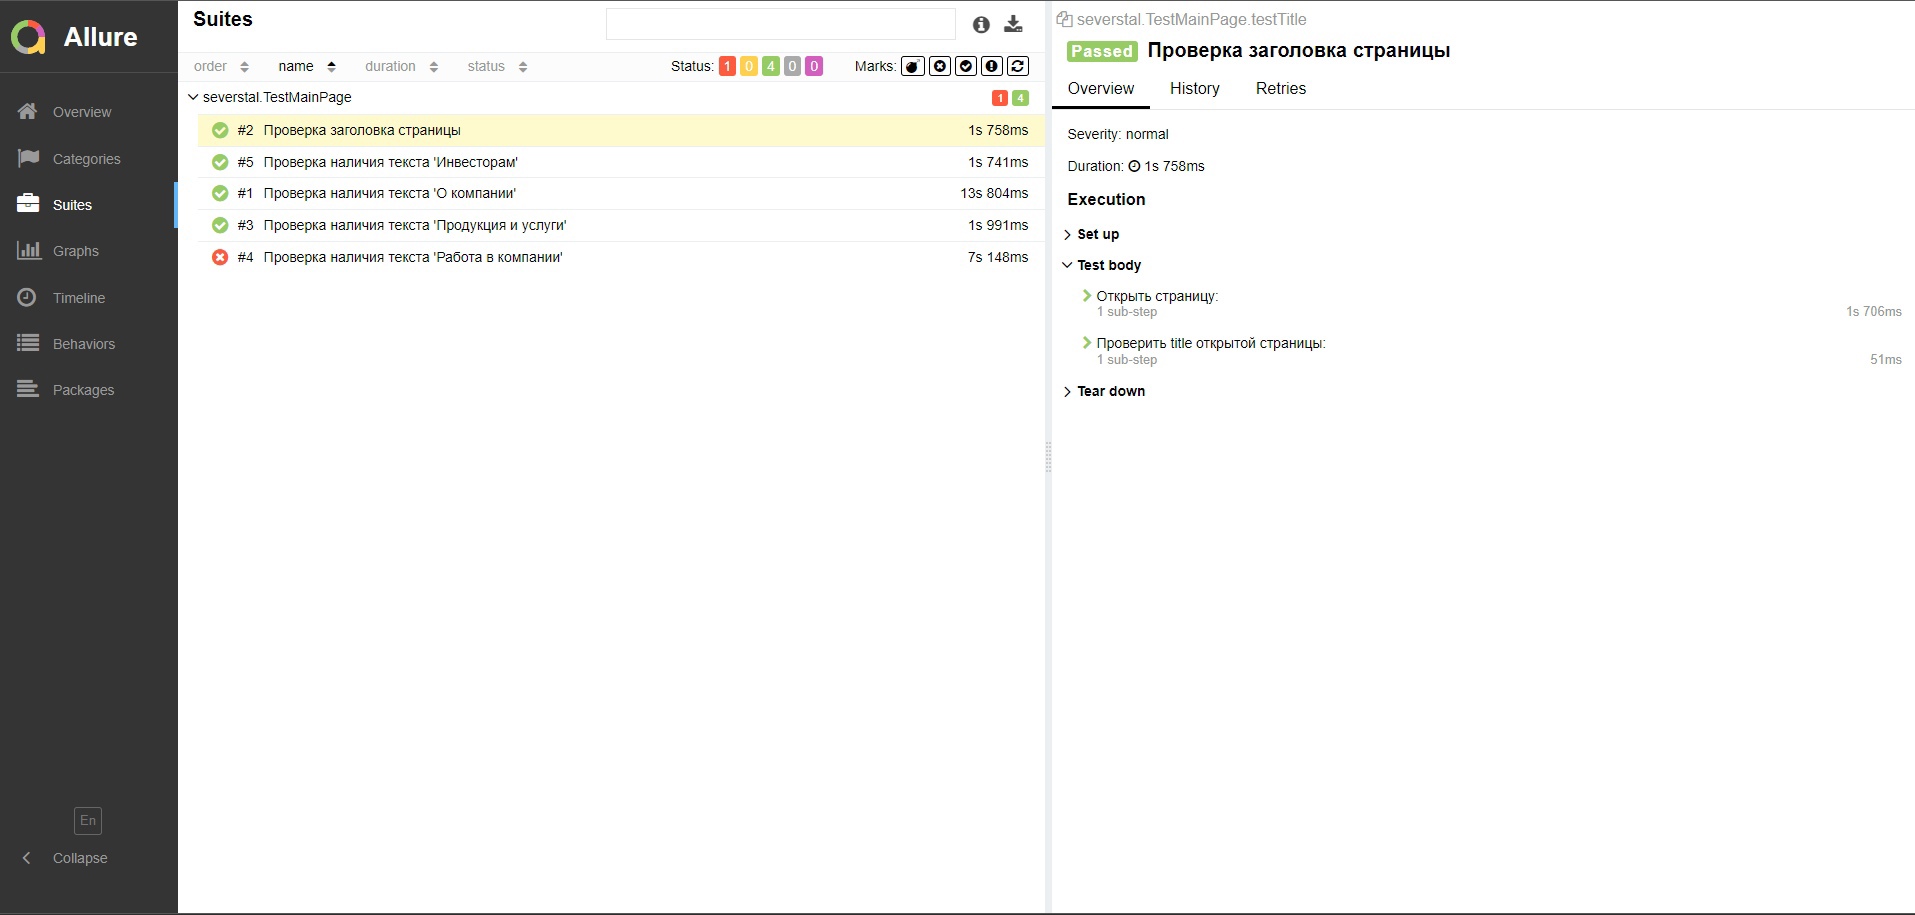 Allure
Overview
Categories
Suites
Graphs
Timeline
Behaviors
Packages
En
Collapse
Suites
order name duration status Status: 1 0 4 0 0 Marks:
severstal.TestMainPage 1 4
#2 Проверка заголовка страницы 1s 758ms
#5 Проверка наличия текста 'Инвесторам' 1s 741ms
#1 Проверка наличия текста 'О компании' 13s 804ms
#3 Проверка наличия текста 'Продукция и услуги' 1s 991ms
#4 Проверка наличия текста 'Работа в компании' 7s 148ms
severstal.TestMainPage.testTitle
Passed Проверка заголовка страницы
Overview History Retries
Severity: normal
Duration: 1s 758ms
Execution
Set up
Test body
Открыть страницу:
1 sub-step 1s 706ms
Проверить title открытой страницы:
1 sub-step 51ms
Tear down